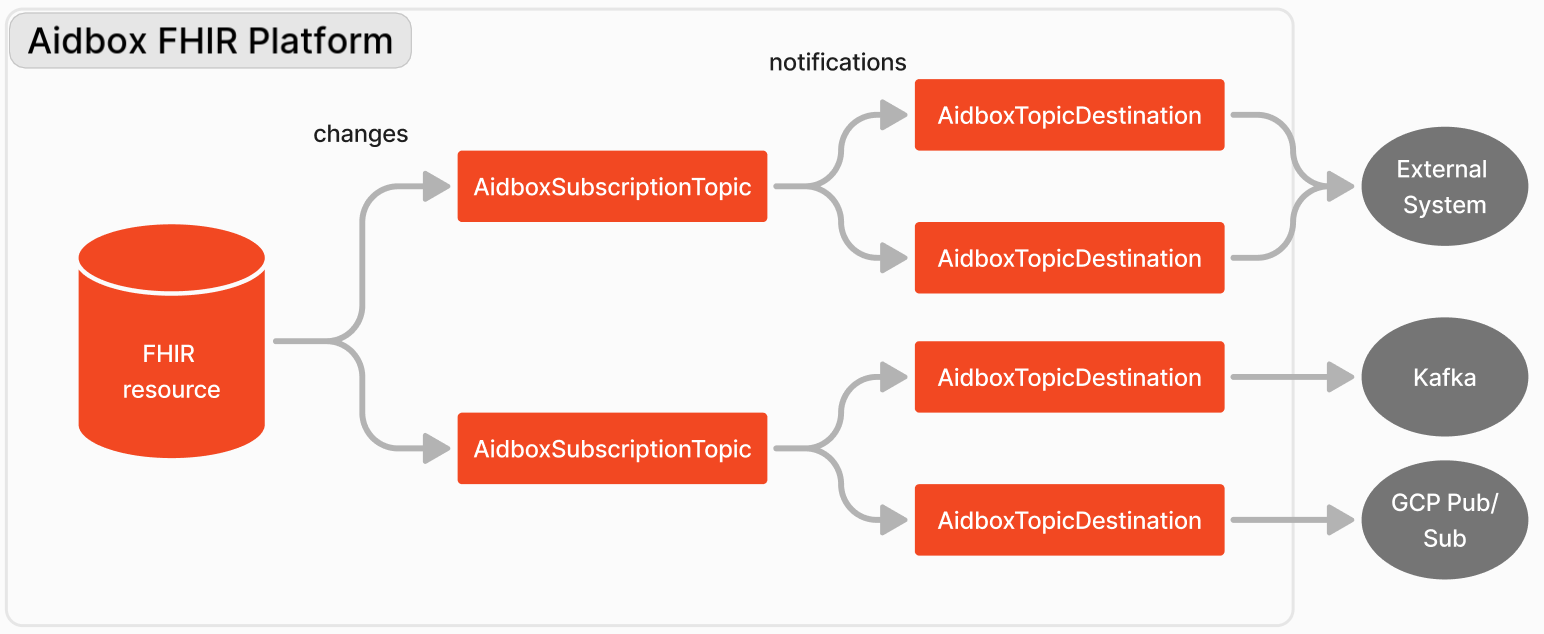 Aidbox FHIR Platform
notifications
changes
AidboxTopicDestination
AidboxSubscriptionTopic
AidboxTopicDestination
External
System
FHIR
resource
AidboxTopicDestination
Kafka
AidboxSubscriptionTopic
AidboxTopicDestination
GCP Pub/
Sub